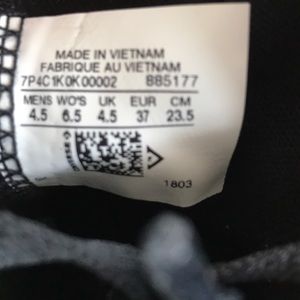 MADE IN VIETNAM
FABRIQUE AU VIETNAM
7P4C1K0K00002 885177
MENS WO'S UK EUR CM
4.5 6.5 4.5 37 23.5
1803